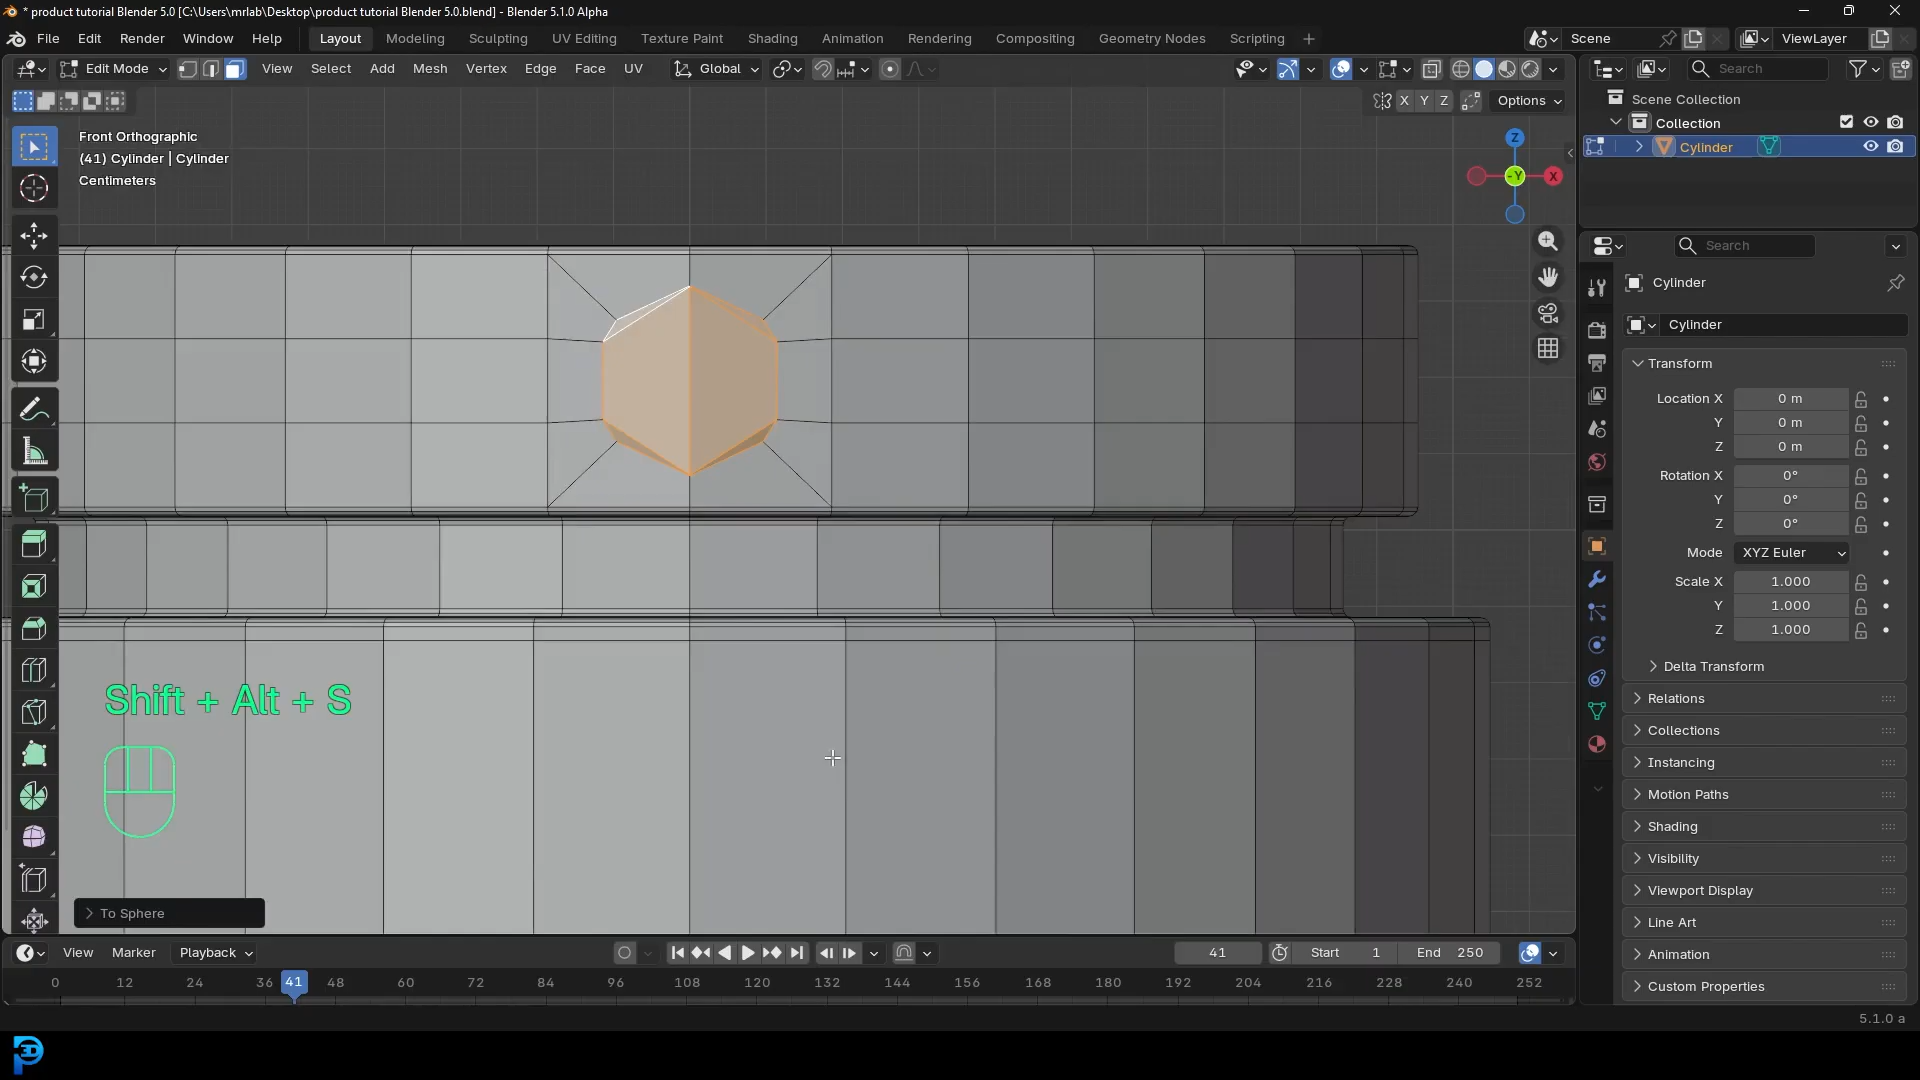 * product tutorial Blender 5.0 [C:\Users\mrlab\Desktop\product tutorial Blender 5.0.blend] - Blender 5.1.0 Alpha
File Edit Render Window Help Layout Modeling Sculpting UV Editing Texture Paint Shading Animation Rendering Compositing Geometry Nodes Scripting + Scene ViewLayer
Edit Mode View Select Add Mesh Vertex Edge Face UV Global Search
X Y Z Options
Scene Collection
Collection
Cylinder
Front Orthographic
(41) Cylinder | Cylinder
Centimeters
Z
-Y
X
Search
Cylinder
Cylinder
Transform
Location X 0 m
Y 0 m
Z 0 m
Rotation X 0°
Y 0°
Z 0°
Mode XYZ Euler
Scale X 1.000
Y 1.000
Z 1.000
Delta Transform
Relations
Collections
Instancing
Motion Paths
Shading
Visibility
Viewport Display
Line Art
Animation
Custom Properties
Shift + Alt + S
To Sphere
View Marker Playback 41 Start 1 End 250
0 12 24 36 41 48 60 72 84 96 108 120 132 144 156 168 180 192 204 216 228 240 252
5.1.0 a